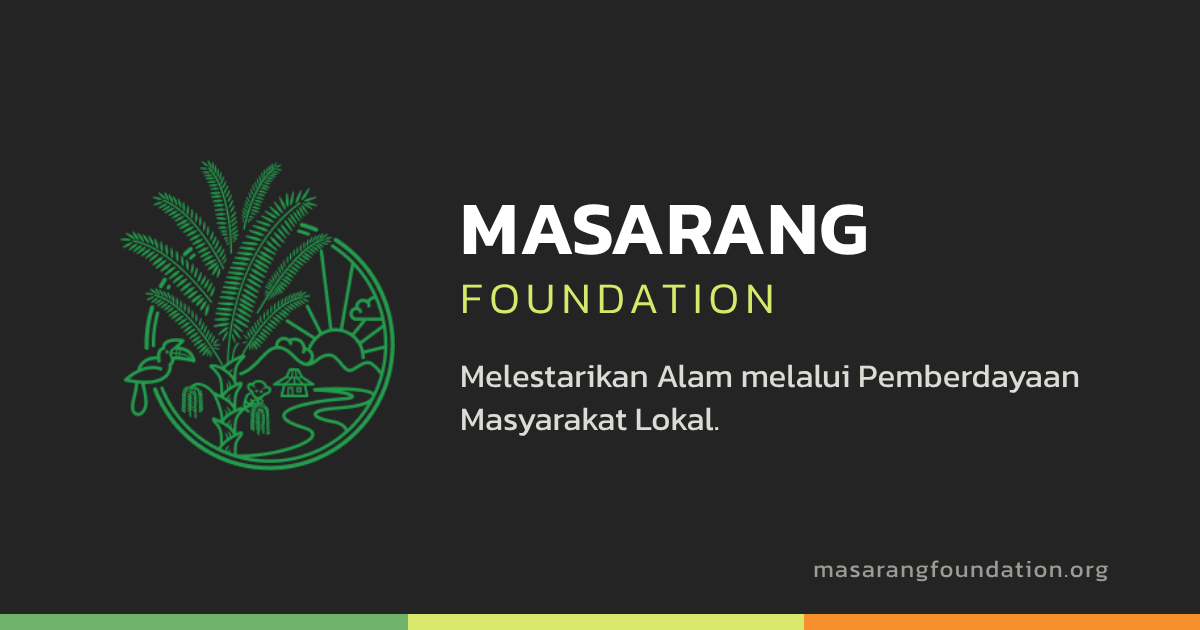 MASARANG
FOUNDATION
Melestarikan Alam melalui Pemberdayaan
Masyarakat Lokal.
masarangfoundation.org